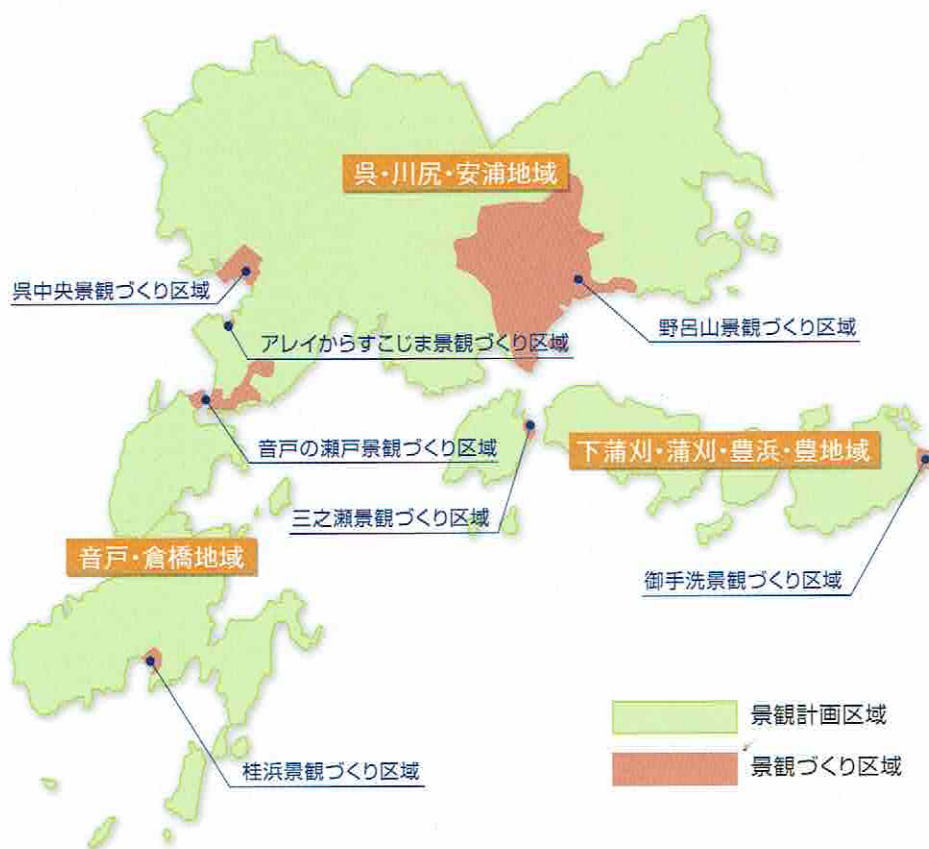 呉・川尻・安浦地域
呉中央景観づくり区域
アレイからすこじま景観づくり区域
野呂山景観づくり区域
音戸の瀬戸景観づくり区域
下蒲刈・蒲刈・豊浜・豊地域
三之瀬景観づくり区域
音戸・倉橋地域
御手洗景観づくり区域
桂浜景観づくり区域
景観計画区域
景観づくり区域